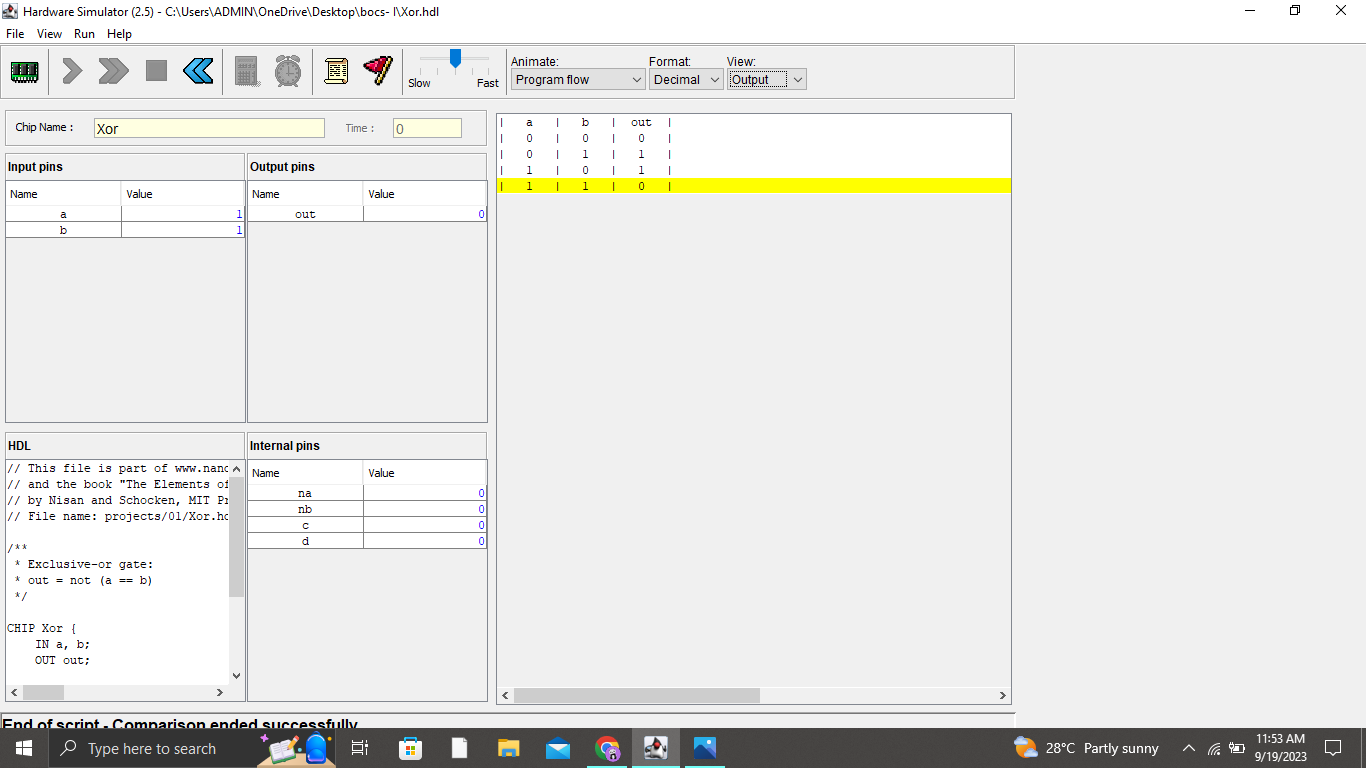 Hardware Simulator (2.5) - C:\Users\ADMIN\OneDrive\Desktop\bocs- I\Xor.hdl
File View Run Help
Slow Fast
Animate: Format: View:
Program flow Decimal Output
Chip Name : Xor Time : 0
Input pins
Name Value
a 1
b 1
Output pins
Name Value
out 0
| a | b | out |
| 0 | 0 | 0 |
| 0 | 1 | 1 |
| 1 | 0 | 1 |
| 1 | 1 | 0 |
HDL
// This file is part of www.nanc
// and the book "The Elements of
// by Nisan and Schocken, MIT Pr
// File name: projects/01/Xor.hd
/**
* Exclusive-or gate:
* out = not (a == b)
*/
CHIP Xor {
IN a, b;
OUT out;
Internal pins
Name Value
na 0
nb 0
c 0
d 0
End of script - Comparison ended successfully
Type here to search
28°C Partly sunny
11:53 AM
9/19/2023